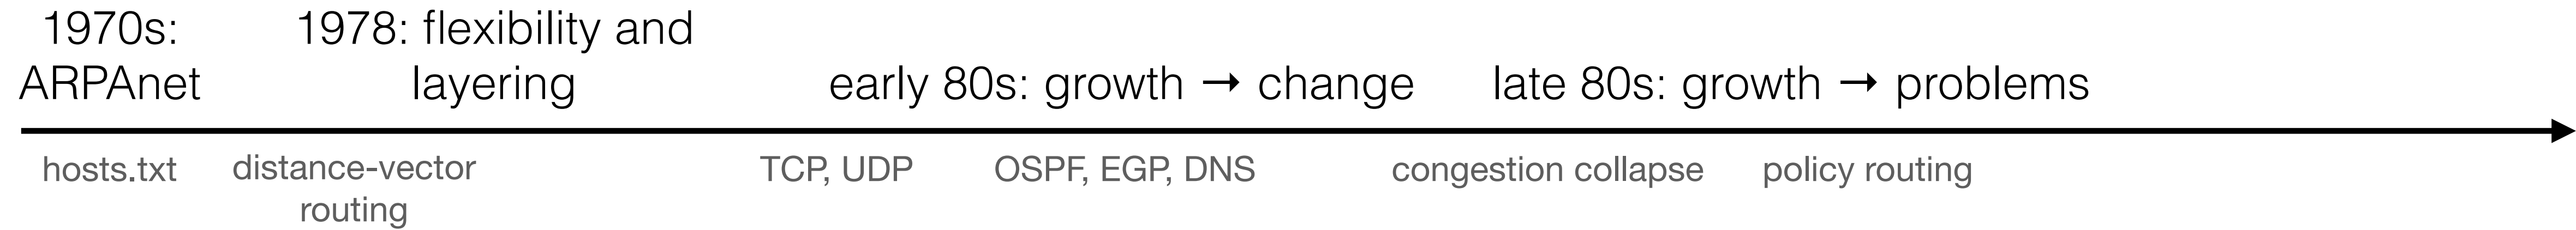 1970s:
ARPAnet
1978: flexibility and
layering
early 80s: growth → change
late 80s: growth → problems
hosts.txt
distance-vector
routing
TCP, UDP
OSPF, EGP, DNS
congestion collapse
policy routing